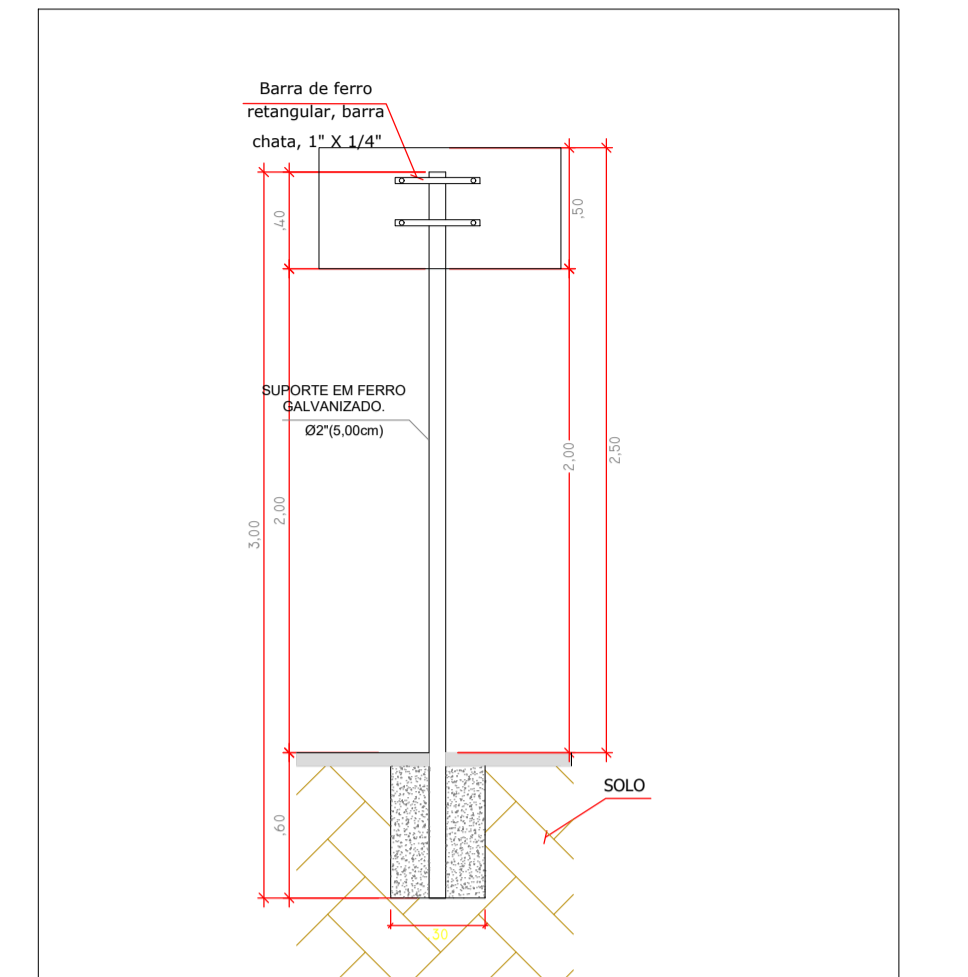 Barra de ferro
retangular, barra
chata, 1" X 1/4"
,40
,50
SUPORTE EM FERRO
GALVANIZADO.
Ø2"(5,00cm)
2,00
2,50
2,00
3,00
SOLO
,60
,30